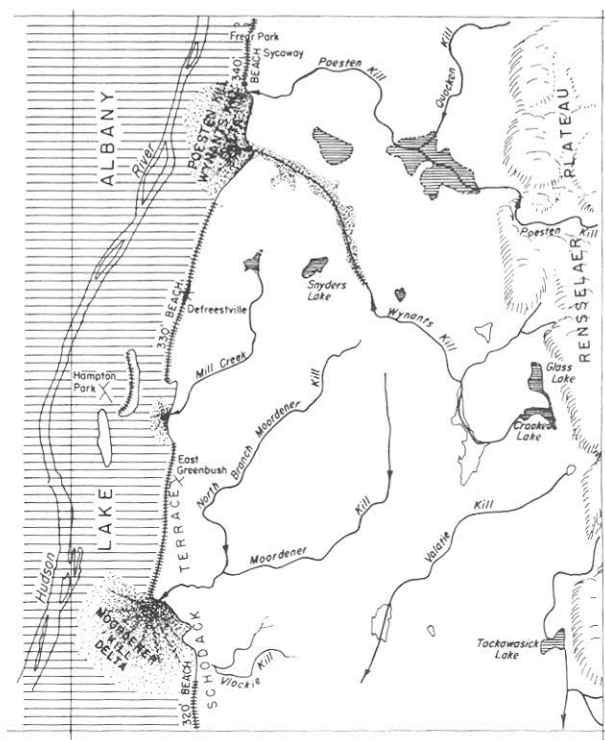 Frear Park
Sycaway
340' BEACH
Poesten Kill
Quacken Kill
ALBANY
River
POESTEN KILL
WYNANTS KILL
PLATEAU
Poesten Kill
RENSSELAER
Snyders
Lake
Defreestville
330' BEACH
Wynants Kill
Mill Creek
Hampton
Park
Glass
Lake
Crooked
Lake
North Branch Moordener Kill
East
Greenbush
TERRACE
LAKE
Moordener Kill
Valatie Kill
Hudson
MOORDENER
KILL
DELTA
SCHODACK
Vlockie Kill
Tackawasick
Lake
320' BEACH